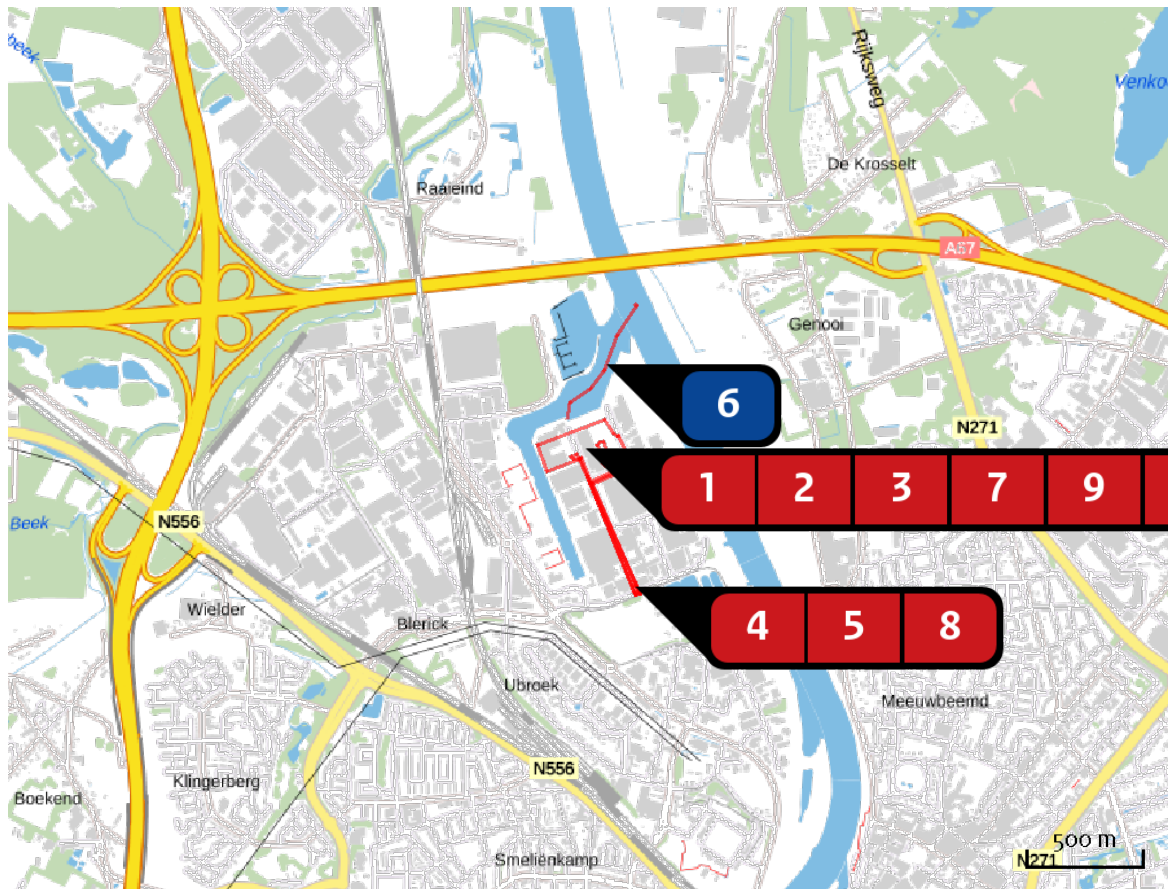 beek
Rijksweg
Venko
De Krosselt
Raaieind
A67
Genooi
6
N271
1 2 3 7 9
N556
Beek
Wielder
Blerick
4 5 8
Ubroek
Meeuwbeemd
N556
Klingerberg
Boekend
500 m
Smeliënkamp
N271